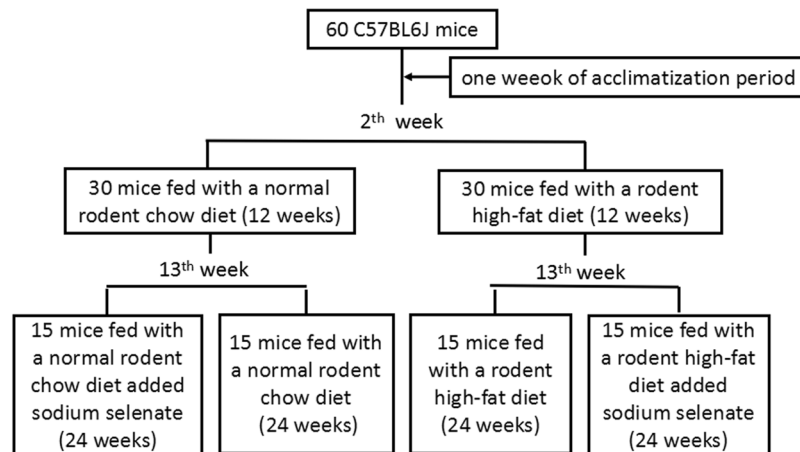 60 C57BL6J mice
one weeok of acclimatization period
2th week
30 mice fed with a normal
rodent chow diet (12 weeks)
30 mice fed with a rodent
high-fat diet (12 weeks)
13th week
13th week
15 mice fed with
a normal rodent
chow diet added
sodium selenate
(24 weeks)
15 mice fed with
a normal rodent
chow diet
(24 weeks)
15 mice fed
with a rodent
high-fat diet
(24 weeks)
15 mice fed with
a rodent high-fat
diet added
sodium selenate
(24 weeks)